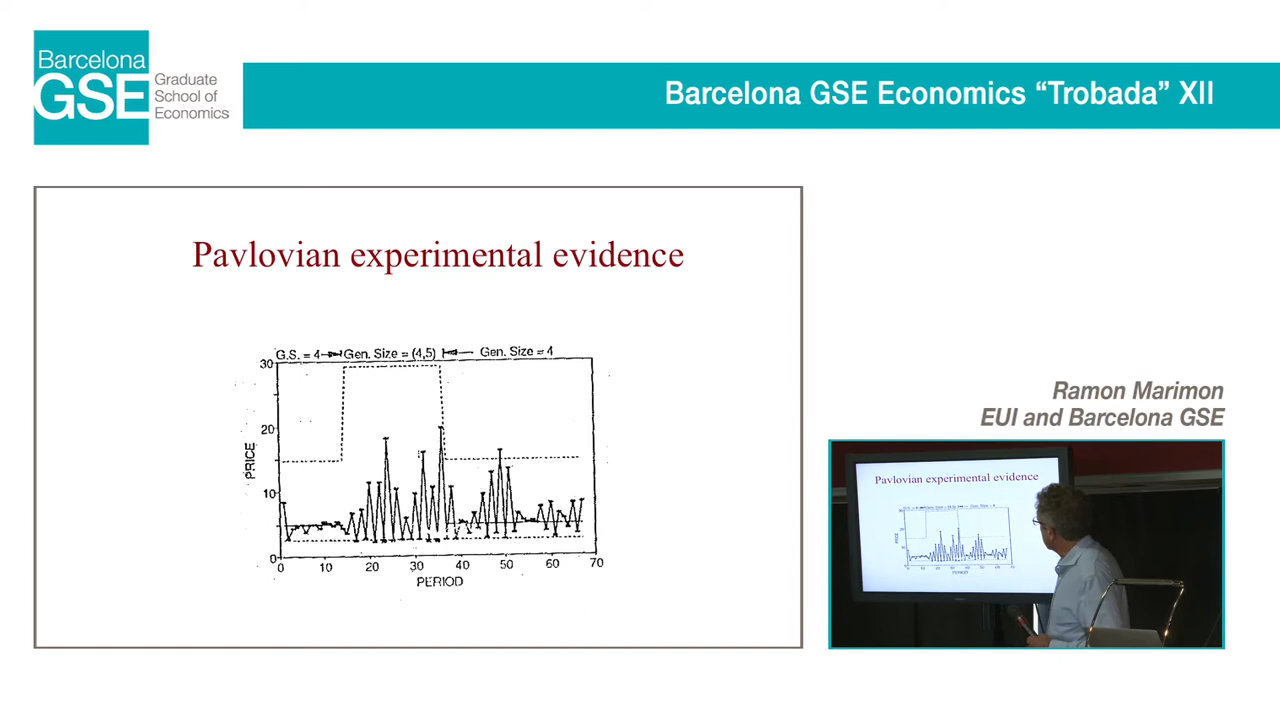 Barcelona
GSE
Graduate
School of
Economics
Barcelona GSE Economics “Trobada” XII
Pavlovian experimental evidence
G.S. = 4
Gen. Size = (4,5)
Gen. Size = 4
PRICE
30
20
10
0
0 10 20 30 40 50 60 70
PERIOD
Ramon Marimon
EUI and Barcelona GSE
Pavlovian experimental evidence
PRICE
PERIOD